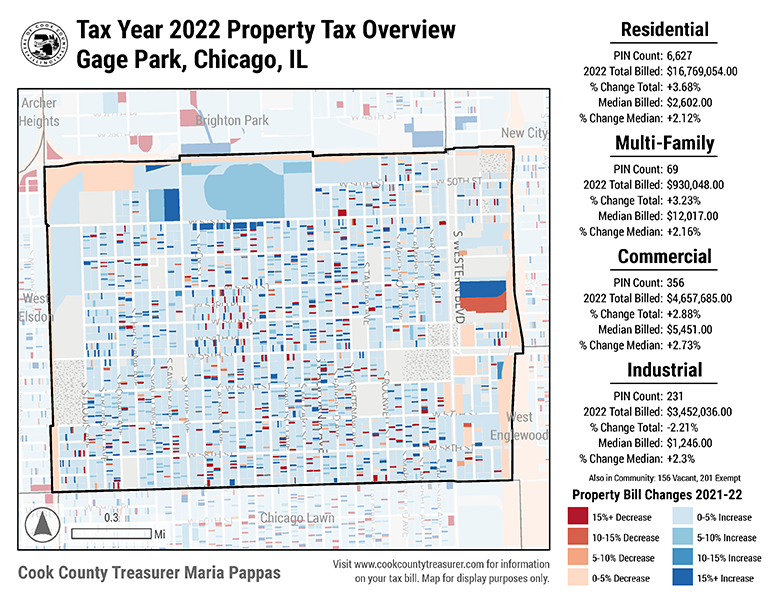 Tax Year 2022 Property Tax Overview
Gage Park, Chicago, IL
Residential
PIN Count: 6,627
2022 Total Billed: $16,769,054.00
% Change Total: +3.68%
Median Billed: $2,602.00
% Change Median: +2.12%
Multi-Family
PIN Count: 69
2022 Total Billed: $930,048.00
% Change Total: +3.23%
Median Billed: $12,017.00
% Change Median: +2.16%
Commercial
PIN Count: 356
2022 Total Billed: $4,657,685.00
% Change Total: +2.88%
Median Billed: $5,451.00
% Change Median: +2.73%
Industrial
PIN Count: 231
2022 Total Billed: $3,452,036.00
% Change Total: -2.21%
Median Billed: $1,246.00
% Change Median: +2.3%
Also in Community: 156 Vacant, 201 Exempt
Property Bill Changes 2021-22
15%+ Decrease
0-5% Increase
10-15% Decrease
5-10% Increase
5-10% Decrease
10-15% Increase
0-5% Decrease
15%+ Increase
Archer
Heights
Brighton Park
New City
W 50TH ST
S WESTERN BLVD
West
Elsdon
West
Englewood
Chicago Lawn
0.3
Mi
Cook County Treasurer Maria Pappas
Visit www.cookcountytreasurer.com for information
on your tax bill. Map for display purposes only.